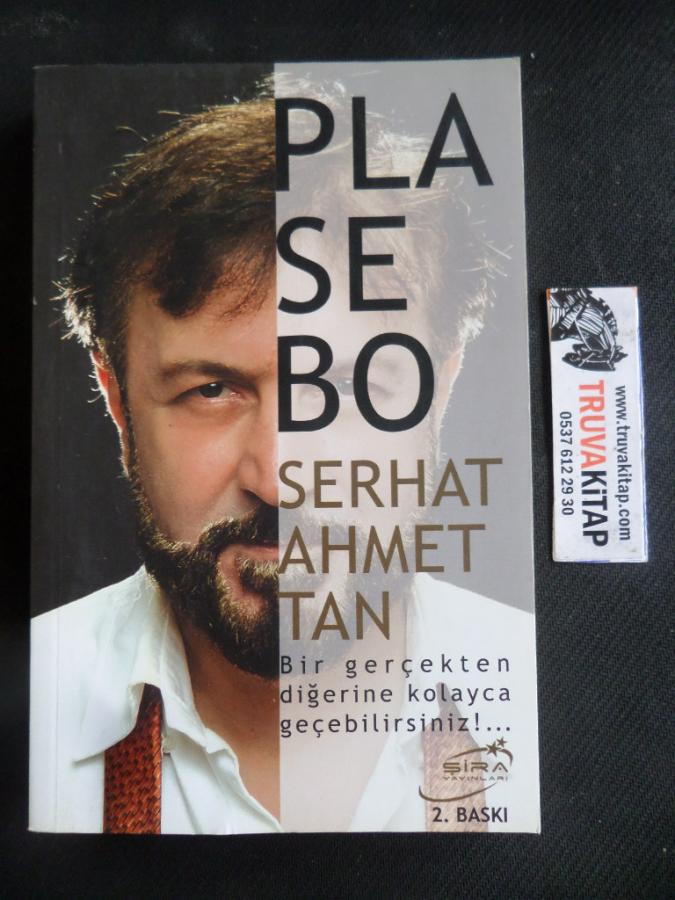 PLA
SE
BO
SERHAT
AHMET
TAN
Bir gerçekten
diğerine kolayca
geçebilirsiniz!...
ŞİRA
YAYINLARI
2. BASKI
www.truvakitap.com
TRUVAKİTAP
0537 612 29 30